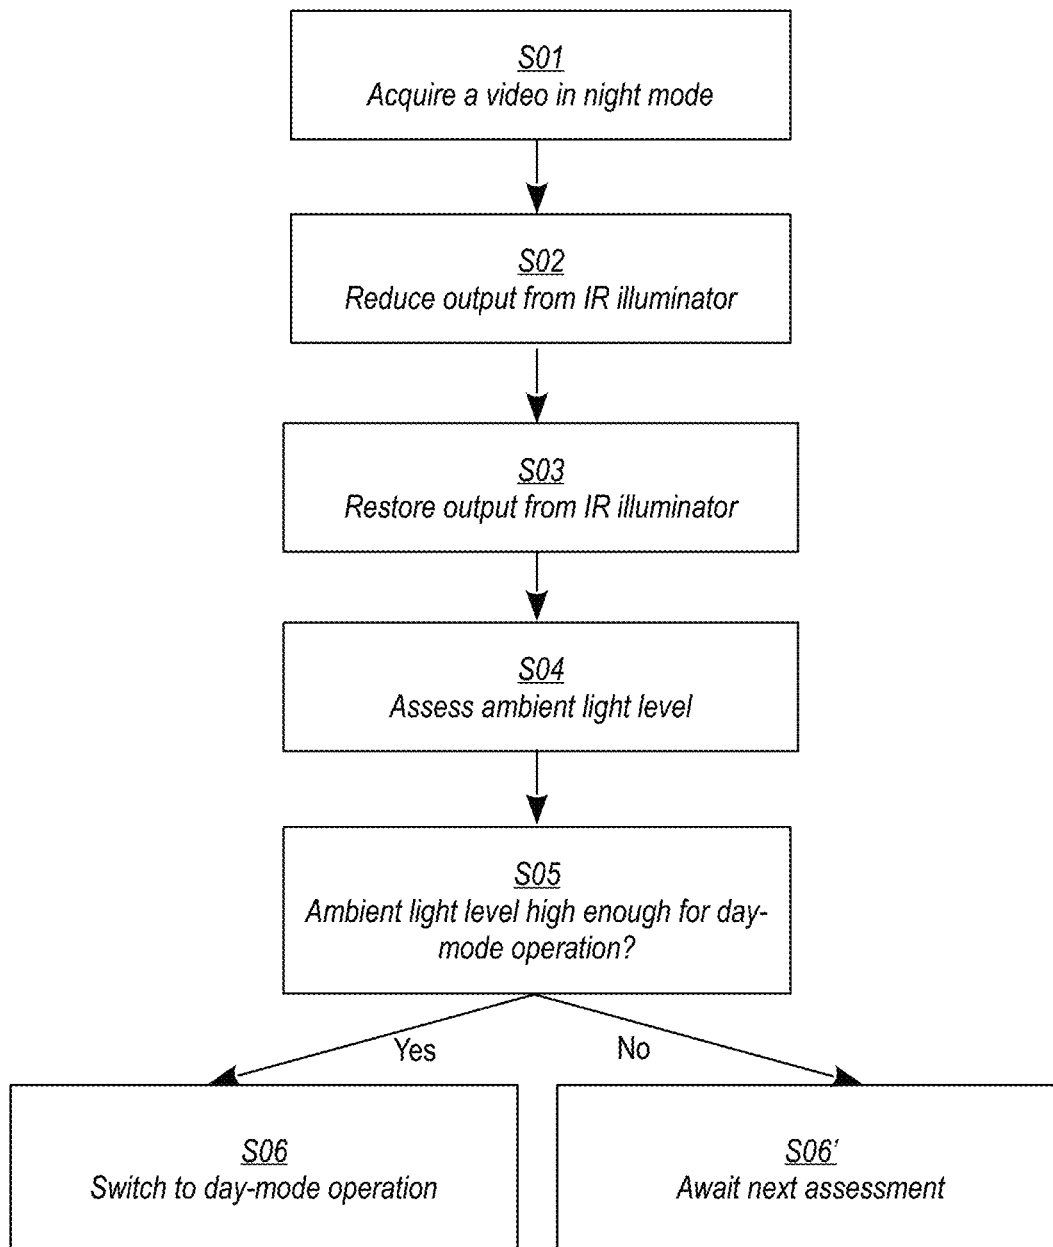 S01
Acquire a video in night mode
S02
Reduce output from IR illuminator
S03
Restore output from IR illuminator
S04
Assess ambient light level
S05
Ambient light level high enough for day-
mode operation?
Yes
No
S06
Switch to day-mode operation
S06'
Await next assessment